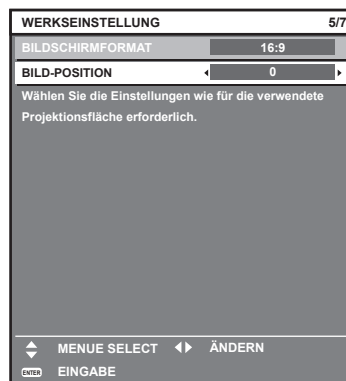 WERKSEINSTELLUNG 5/7
BILDSCHIRMFORMAT 16:9
BILD-POSITION 0
Wählen Sie die Einstellungen wie für die verwendete
Projektionsfläche erforderlich.
MENUE SELECT ÄNDERN
ENTER EINGABE